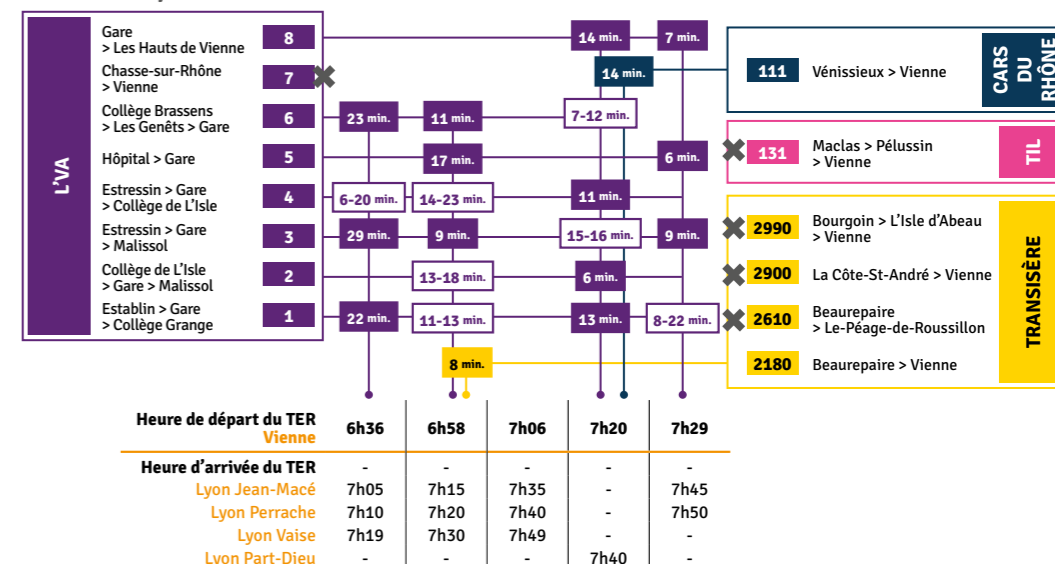 L'VA
Gare
> Les Hauts de Vienne
8
14 min.
7 min.
Chasse-sur-Rhône
> Vienne
7
14 min.
Collège Brassens
> Les Genêts > Gare
6
23 min.
11 min.
7-12 min.
Hôpital > Gare
5
17 min.
6 min.
Estressin > Gare
> Collège de L'Isle
4
6-20 min.
14-23 min.
11 min.
Estressin > Gare
> Malissol
3
29 min.
9 min.
15-16 min.
9 min.
Collège de L'Isle
> Gare > Malissol
2
13-18 min.
6 min.
Establin > Gare
> Collège Grange
1
22 min.
11-13 min.
13 min.
8-22 min.
8 min.
111
Vénissieux > Vienne
CARS
DU
RHÔNE
131
Maclas > Pélussin
> Vienne
TIL
2990
Bourgoin > L'Isle d'Abeau
> Vienne
2900
La Côte-St-André > Vienne
2610
Beaurepaire
> Le-Péage-de-Roussillon
2180
Beaurepaire > Vienne
TRANSISÈRE
Heure de départ du TER
Vienne
6h36 6h58 7h06 7h20 7h29
Heure d'arrivée du TER - - - - -
Lyon Jean-Macé 7h05 7h15 7h35 - 7h45
Lyon Perrache 7h10 7h20 7h40 - 7h50
Lyon Vaise 7h19 7h30 7h49 - -
Lyon Part-Dieu - - - 7h40 -